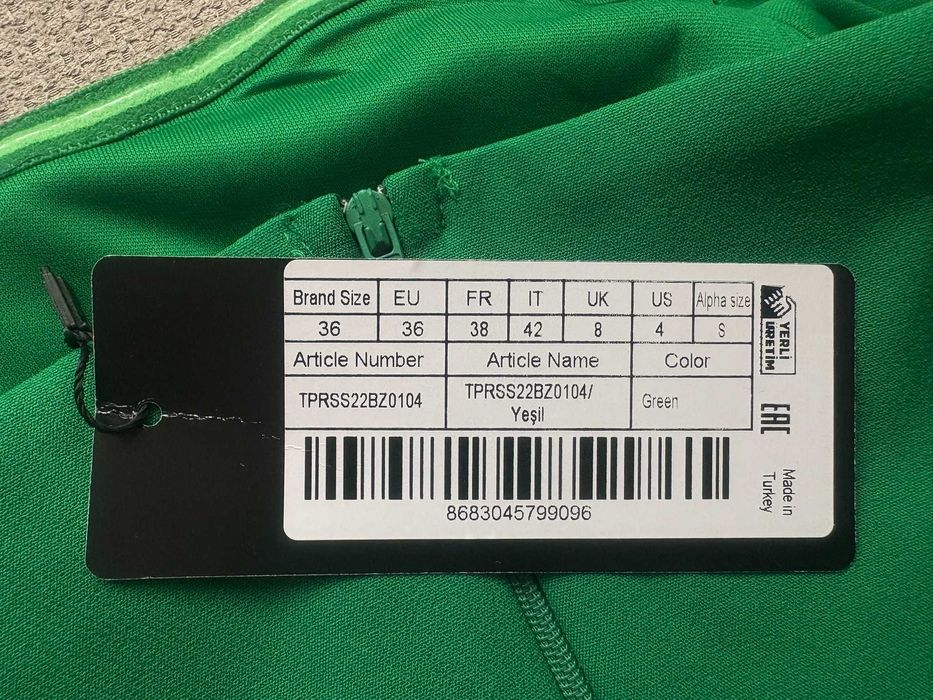 Brand Size EU FR IT UK US Alpha size
36 36 38 42 8 4 S
Article Number Article Name Color
TPRSS22BZ0104 TPRSS22BZ0104/ Green
Yeşil
8683045799096
YERLİ
ÜRETİM
EAC
Made in
Turkey